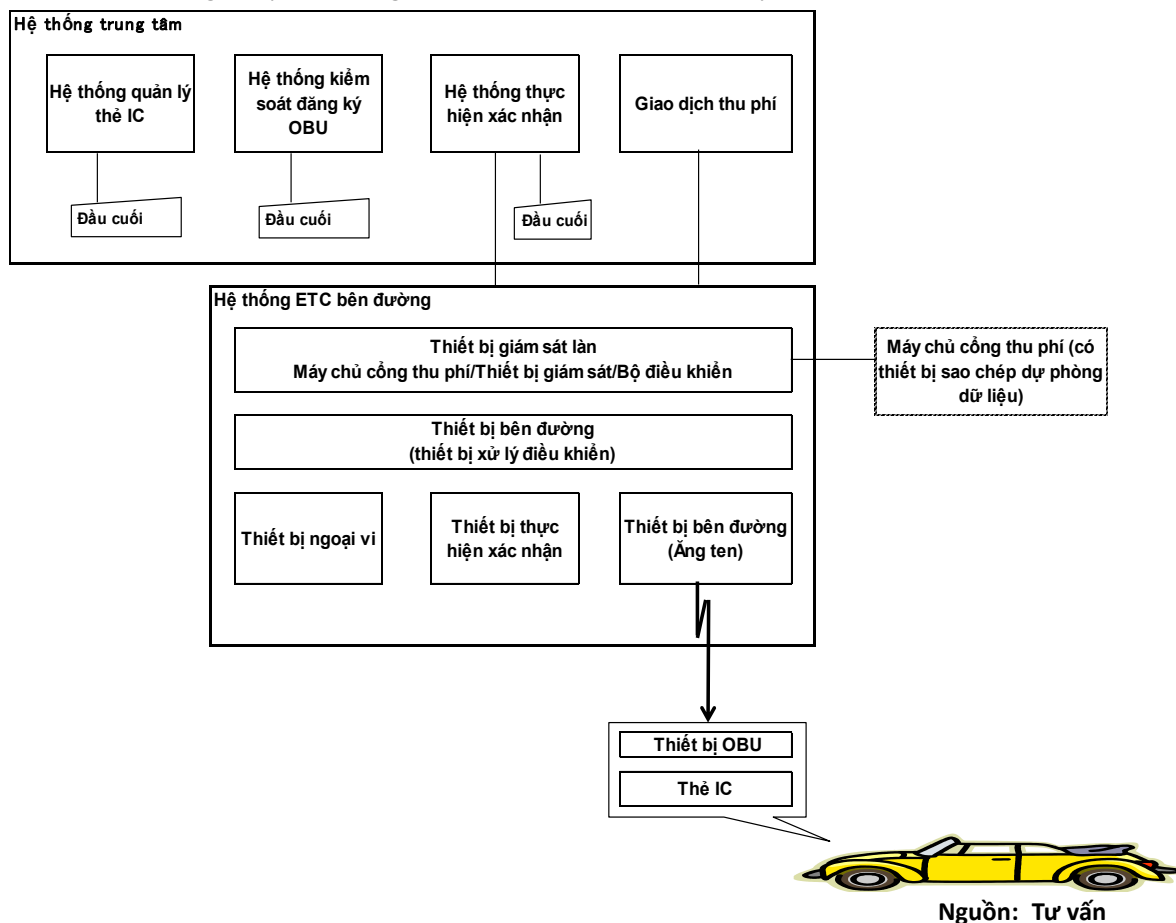 Hệ thống trung tâm
Hệ thống quản lý
thẻ IC
Hệ thống kiểm
soát đăng ký
OBU
Hệ thống thực
hiện xác nhận
Giao dịch thu phí
Đầu cuối
Đầu cuối
Đầu cuối
Hệ thống ETC bên đường
Thiết bị giám sát làn
Máy chủ cổng thu phí/Thiết bị giám sát/Bộ điều khiển
Máy chủ cổng thu phí (có
thiết bị sao chép dự phòng
dữ liệu)
Thiết bị bên đường
(thiết bị xử lý điều khiển)
Thiết bị ngoại vi
Thiết bị thực
hiện xác nhận
Thiết bị bên đường
(Ăng ten)
Thiết bị OBU
Thẻ IC
Nguồn: Tư vấn